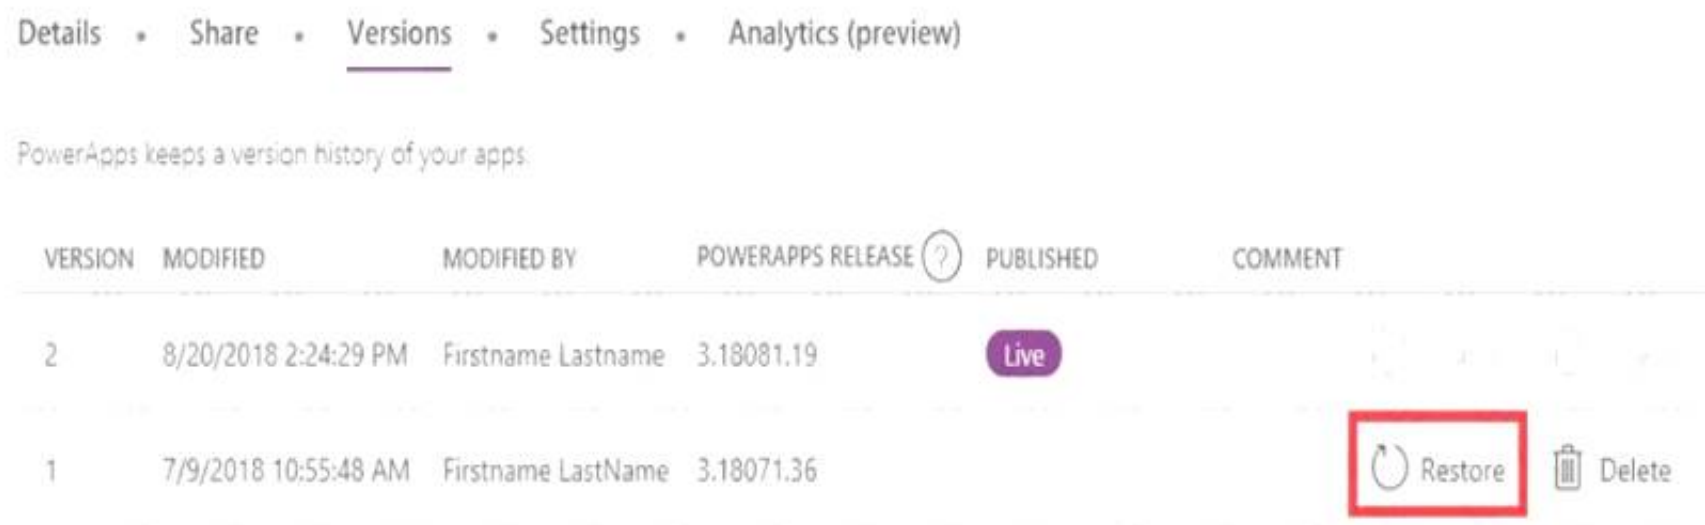 Details • Share • Versions • Settings • Analytics (preview)
PowerApps keeps a version history of your apps.
VERSION MODIFIED MODIFIED BY POWERAPPS RELEASE ? PUBLISHED COMMENT
2 8/20/2018 2:24:29 PM Firstname Lastname 3.18081.19 Live
1 7/9/2018 10:55:48 AM Firstname LastName 3.18071.36 Restore Delete